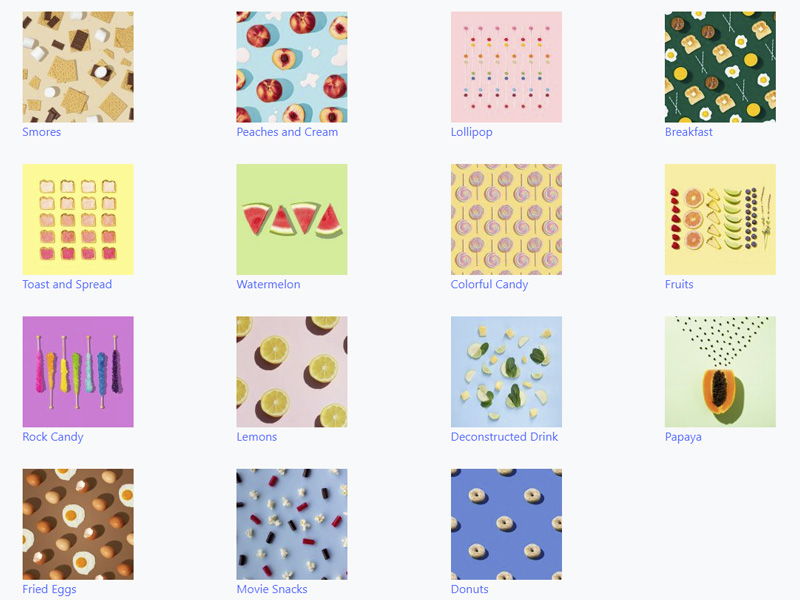 Smores
Peaches and Cream
Lollipop
Breakfast
Toast and Spread
Watermelon
Colorful Candy
Fruits
Rock Candy
Lemons
Deconstructed Drink
Papaya
Fried Eggs
Movie Snacks
Donuts